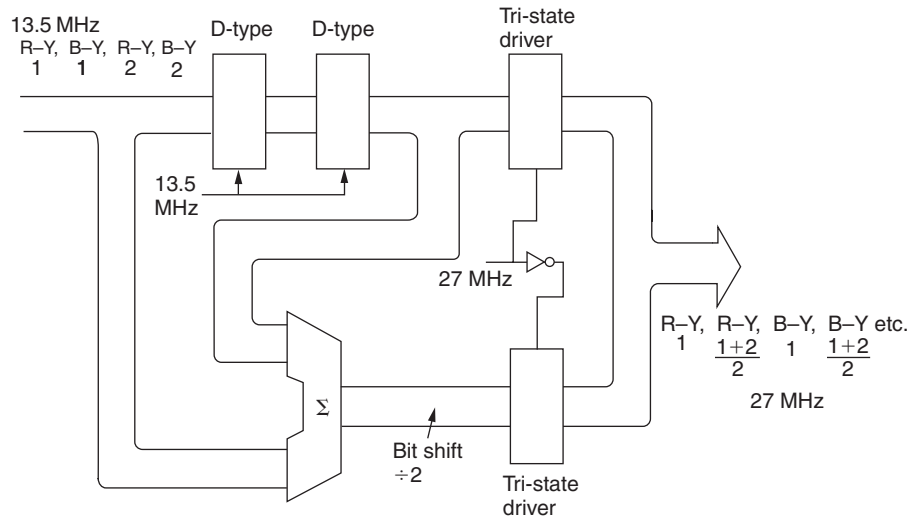 13.5 MHz
R–Y, B–Y, R–Y, B–Y
1 1 2 2
D-type
D-type
Tri-state
driver
13.5
MHz
27 MHz
R–Y, R–Y, B–Y, B–Y etc.
1 1+2 1 1+2
2 2
27 MHz
Σ
Bit shift
÷2
Tri-state
driver